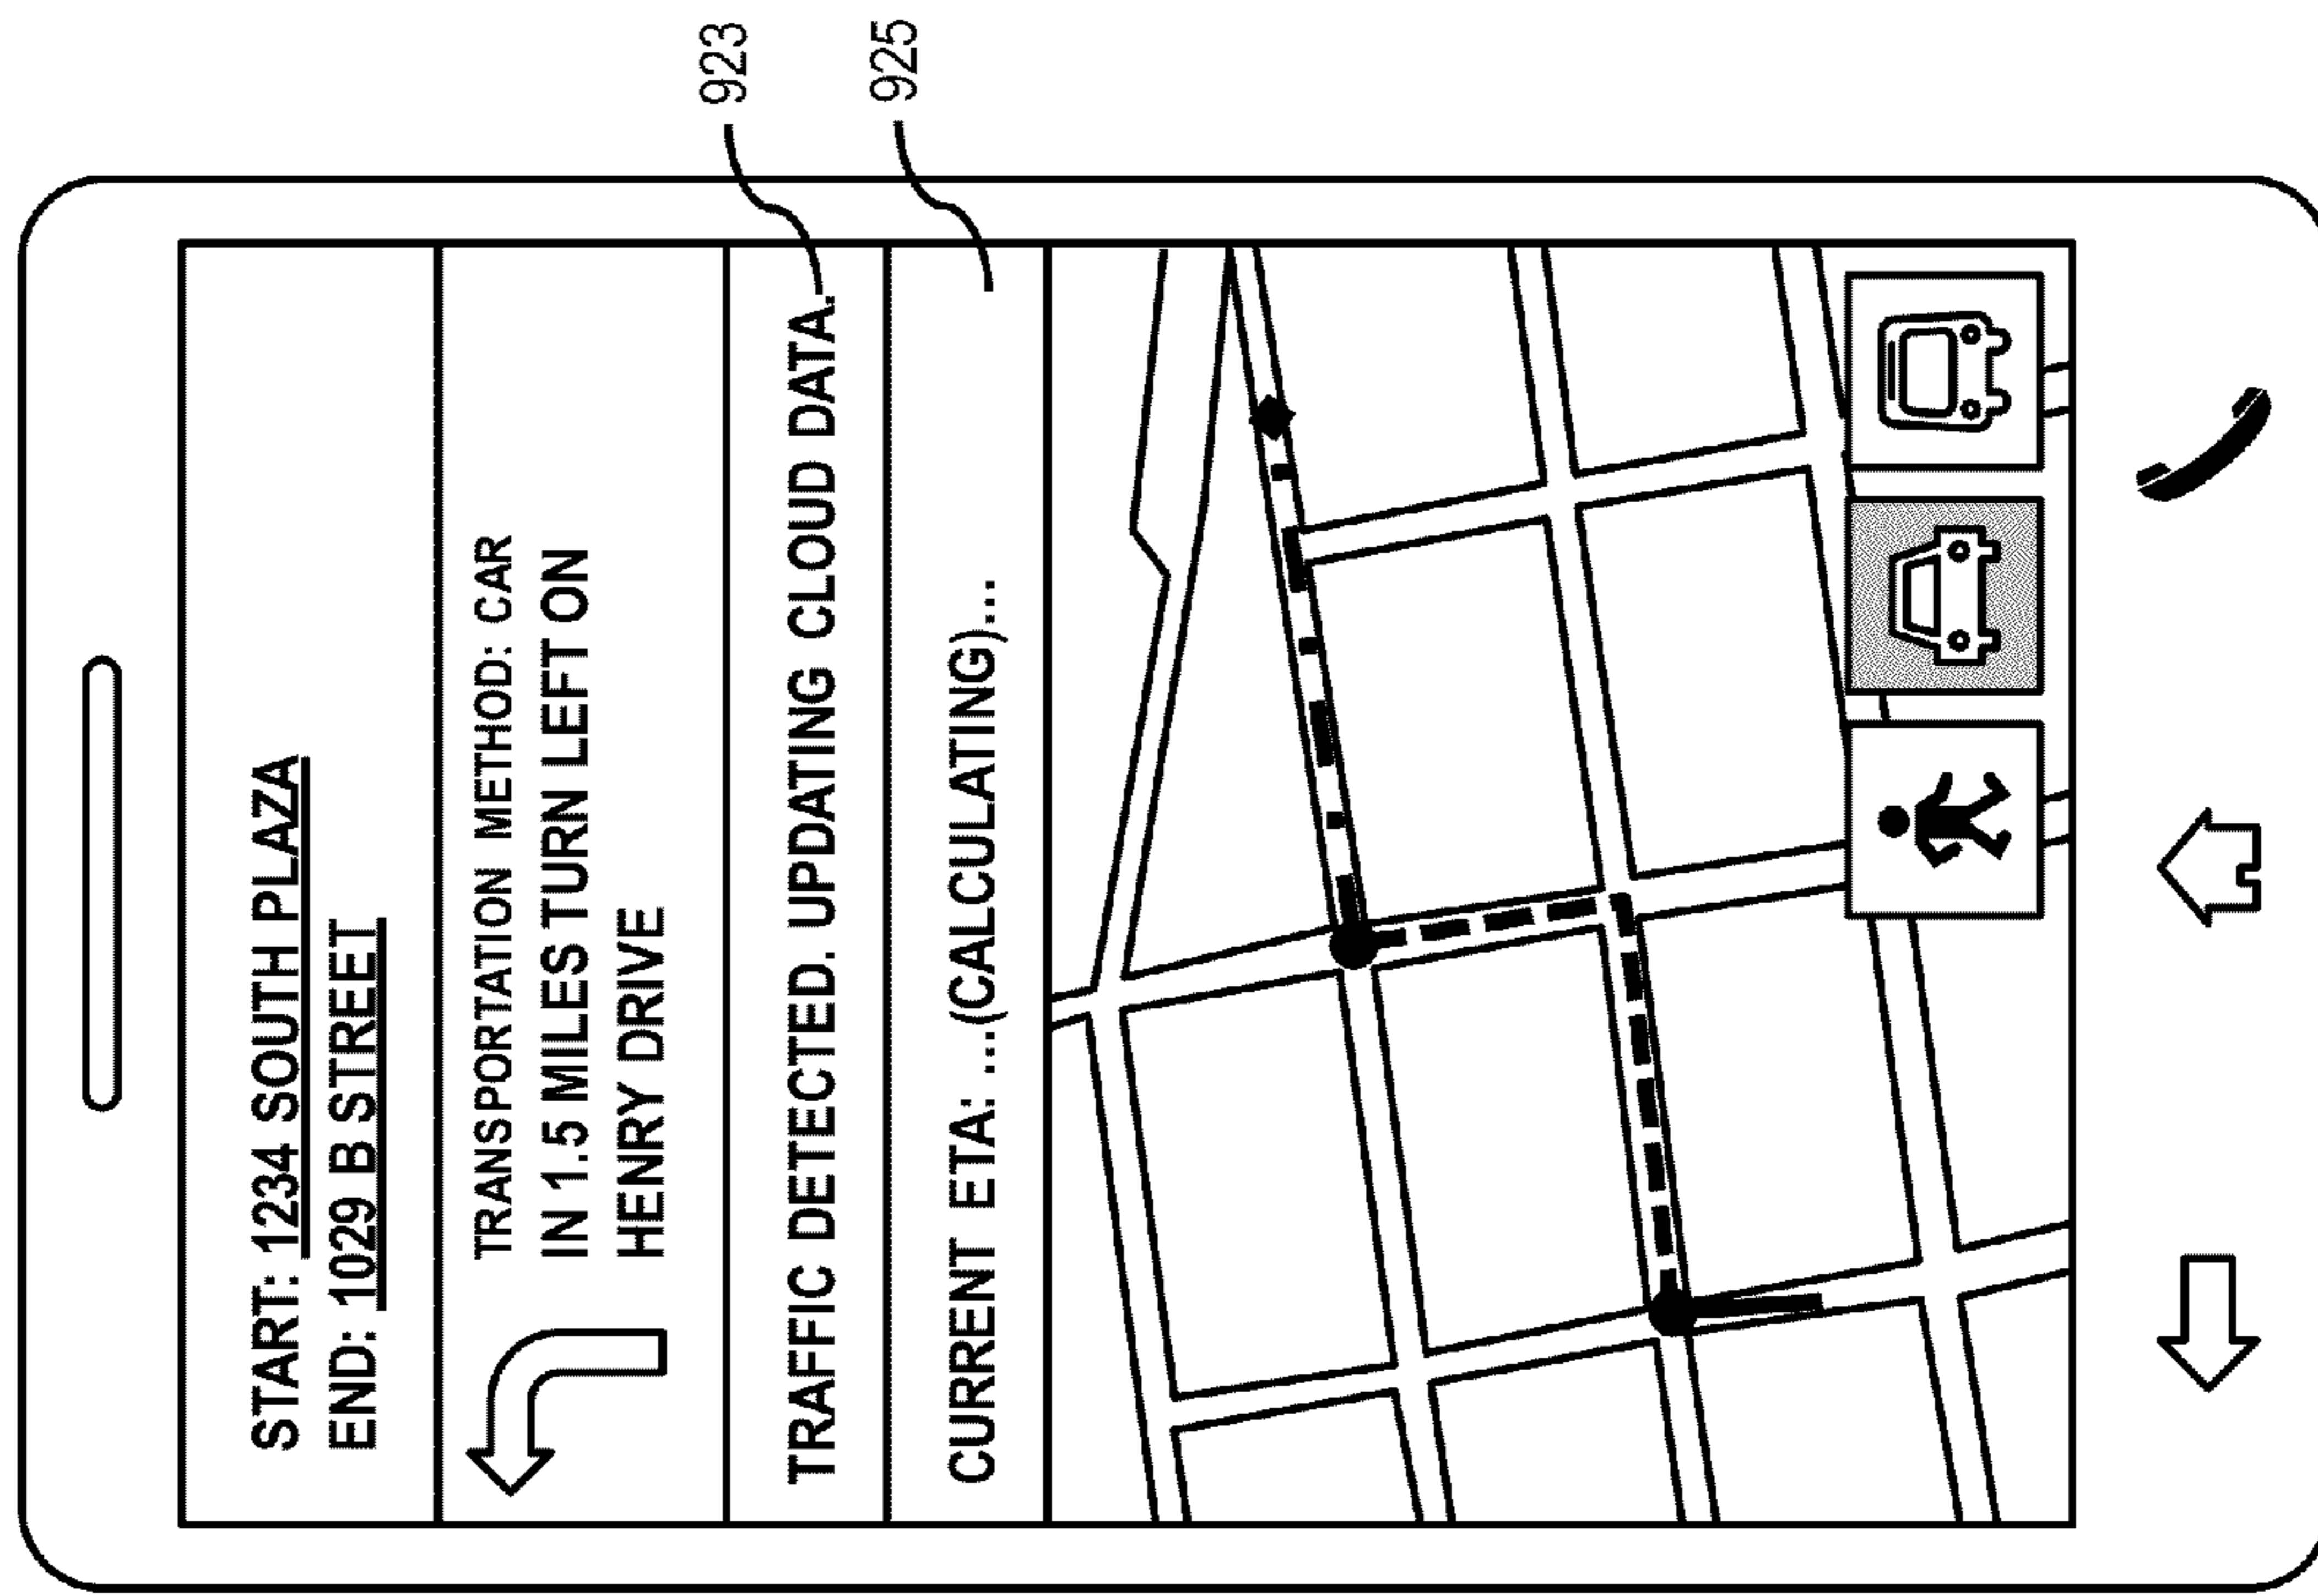 START: 1234 SOUTH PLAZA
END: 1029 B STREET
TRANSPORTATION METHOD: CAR
IN 1.5 MILES TURN LEFT ON
HENRY DRIVE
TRAFFIC DETECTED. UPDATING CLOUD DATA.
923
CURRENT ETA: ...(CALCULATING)...
925